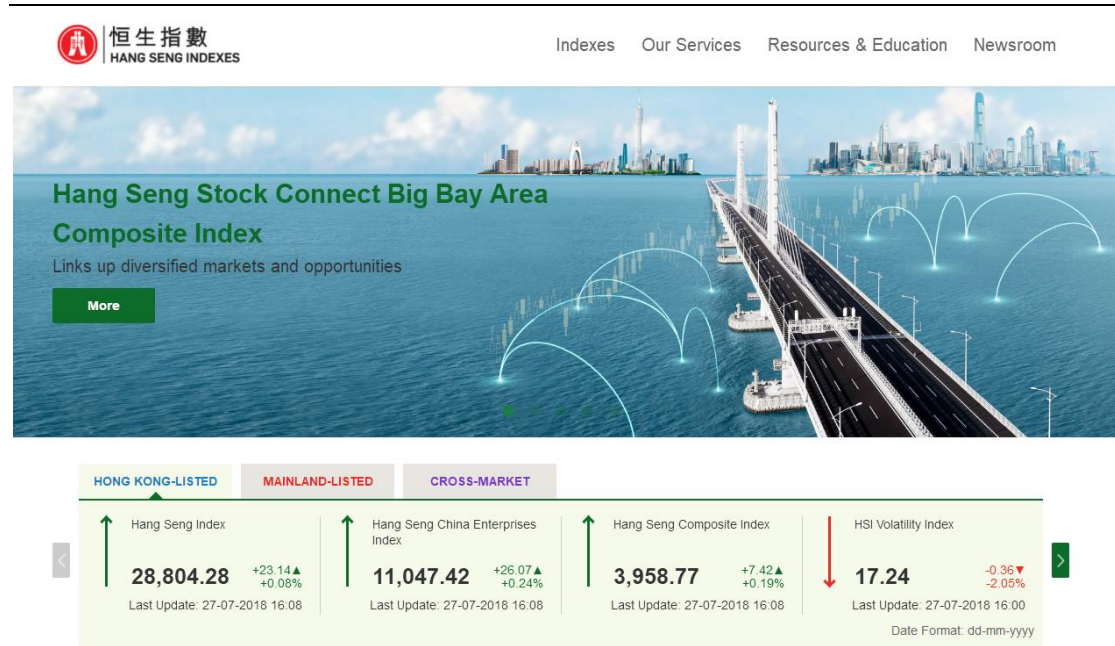 恒生指數
HANG SENG INDEXES
Indexes Our Services Resources & Education Newsroom
Hang Seng Stock Connect Big Bay Area
Composite Index
Links up diversified markets and opportunities
More
HONG KONG-LISTED MAINLAND-LISTED CROSS-MARKET
Hang Seng Index
28,804.28
+23.14▲
+0.08%
Last Update: 27-07-2018 16:08
Hang Seng China Enterprises
Index
11,047.42
+26.07▲
+0.24%
Last Update: 27-07-2018 16:08
Hang Seng Composite Index
3,958.77
+7.42▲
+0.19%
Last Update: 27-07-2018 16:08
HSI Volatility Index
17.24
-0.36▼
-2.05%
Last Update: 27-07-2018 16:00
Date Format: dd-mm-yyyy